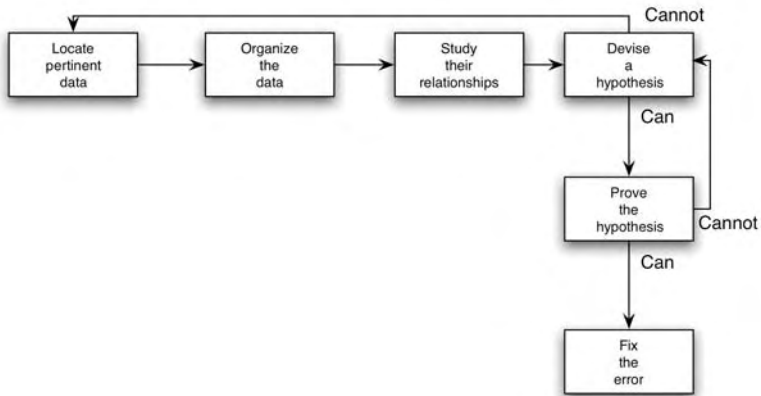 Cannot
Locate
pertinent
data
Organize
the
data
Study
their
relationships
Devise
a
hypothesis
Can
Prove
the
hypothesis
Cannot
Can
Fix
the
error